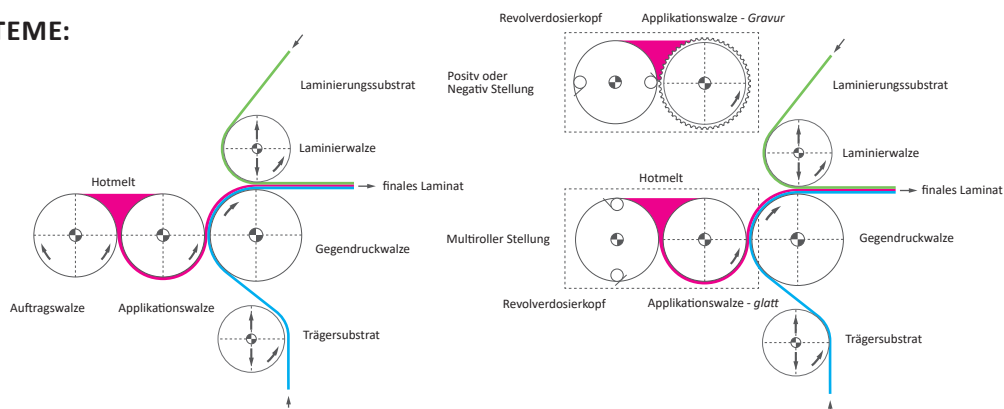 TEME:
Laminierungssubstrat
Laminierwalze
Hotmelt
finales Laminat
Gegendruckwalze
Auftragswalze
Applikationswalze
Trägersubstrat
Revolverdosierkopf
Applikationswalze - Gravur
Positv oder
Negativ Stellung
Laminierungssubstrat
Laminierwalze
Hotmelt
finales Laminat
Multiroller Stellung
Gegendruckwalze
Revolverdosierkopf
Applikationswalze - glatt
Trägersubstrat